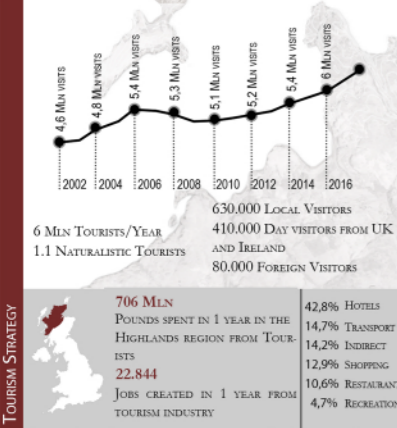 4,6 Mln visits
4,8 Mln visits
5,4 Mln visits
5,3 Mln visits
5,1 Mln visits
5,2 Mln visits
5,4 Mln visits
6 Mln visits
2002
2004
2006
2008
2010
2012
2014
2016
6 Mln Tourists/Year
1.1 Naturalistic Tourists
630.000 Local Visitors
410.000 Day visitors from UK
and Ireland
80.000 Foreign Visitors
Tourism Strategy
706 Mln
Pounds spent in 1 year in the
Highlands region from Tour-
ists
22.844
Jobs created in 1 year from
tourism industry
42,8% Hotels
14,7% Transport
14,2% Indirect
12,9% Shopping
10,6% Restaurant
4,7% Recreation